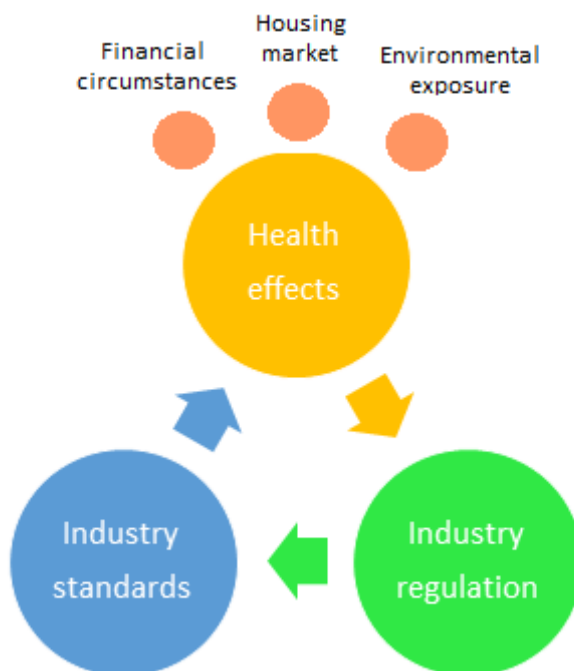 Housing
market
Financial
circumstances
Environmental
exposure
Health
effects
Industry
standards
Industry
regulation